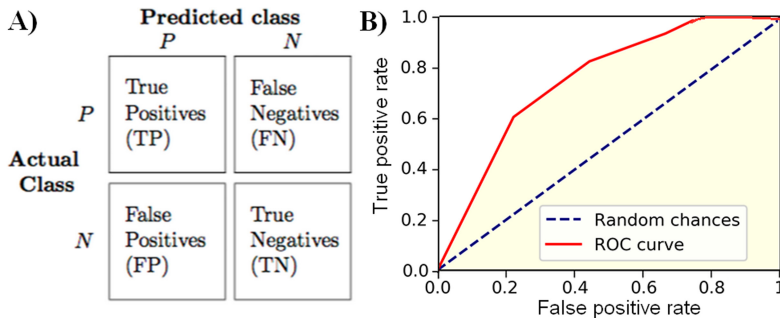 A)
Predicted class
P N
Actual
Class
P
True
Positives
(TP)
False
Negatives
(FN)
N
False
Positives
(FP)
True
Negatives
(TN)
B)
True positive rate
1.0
0.8
0.6
0.4
0.2
0.0
Random chances
ROC curve
0.0 0.2 0.4 0.6 0.8 1
False positive rate